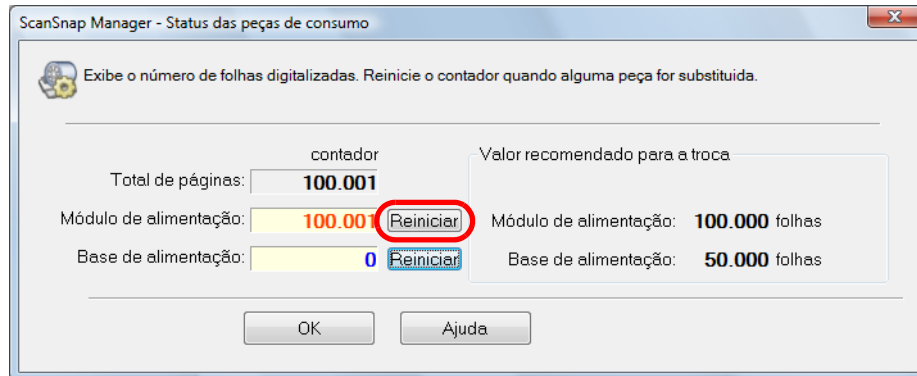 ScanSnap Manager - Status das peças de consumo
Exibe o número de folhas digitalizadas. Reinicie o contador quando alguma peça for substituida.
contador
Valor recomendado para a troca
Total de páginas: 100.001
Módulo de alimentação: 100.001 Reiniciar
Módulo de alimentação: 100.000 folhas
Base de alimentação: 0 Reiniciar
Base de alimentação: 50.000 folhas
OK
Ajuda